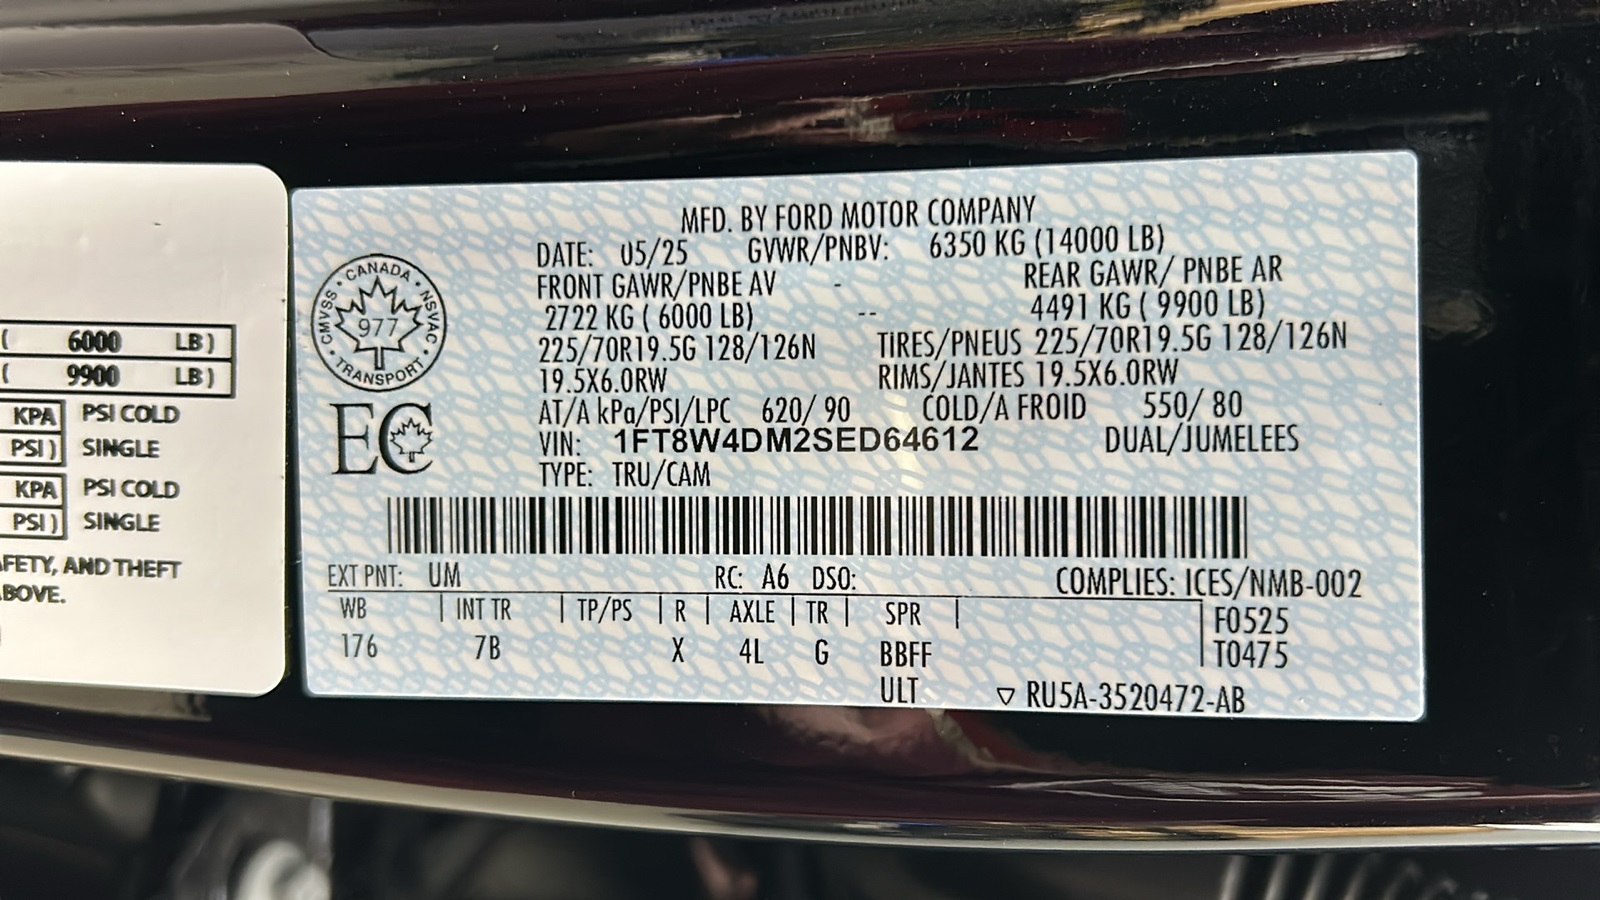 ( 6000 LB)
( 9900 LB)
KPA PSI COLD
PSI) SINGLE
KPA PSI COLD
PSI) SINGLE
AFETY, AND THEFT
ABOVE.
MFD. BY FORD MOTOR COMPANY
DATE: 05/25 GVWR/PNBV: 6350 KG (14000 LB)
FRONT GAWR/PNBE AV - REAR GAWR/ PNBE AR
2722 KG ( 6000 LB) -- 4491 KG ( 9900 LB)
225/70R19.5G 128/126N TIRES/PNEUS 225/70R19.5G 128/126N
19.5X6.0RW RIMS/JANTES 19.5X6.0RW
AT/A kPa/PSI/LPC 620/ 90 COLD/A FROID 550/ 80
VIN: 1FT8W4DM2SED64612 DUAL/JUMELEES
TYPE: TRU/CAM
CANADA · NSVAC · TRANSPORT · CMVSS ·
977
EC
EXT PNT: UM RC: A6 DSO: COMPLIES: ICES/NMB-002
WB | INT TR | TP/PS | R | AXLE | TR | SPR | F0525
176 7B X 4L G BBFF T0475
ULT ▽ RU5A-3520472-AB